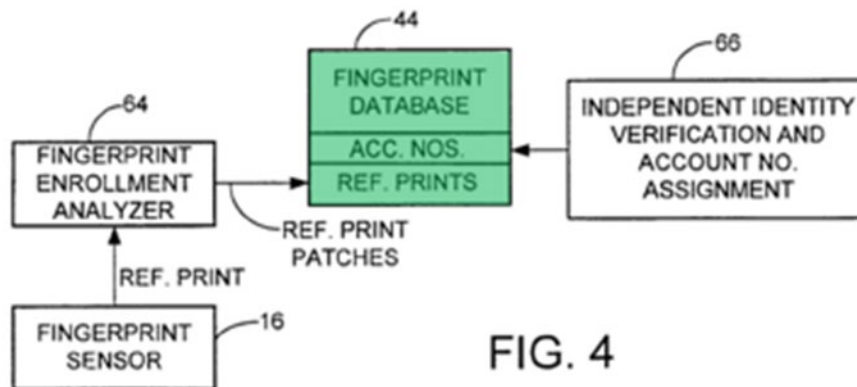 44
FINGERPRINT
DATABASE
ACC. NOS.
REF. PRINTS
66
INDEPENDENT IDENTITY
VERIFICATION AND
ACCOUNT NO.
ASSIGNMENT
64
FINGERPRINT
ENROLLMENT
ANALYZER
REF. PRINT
PATCHES
REF. PRINT
16
FINGERPRINT
SENSOR
FIG. 4